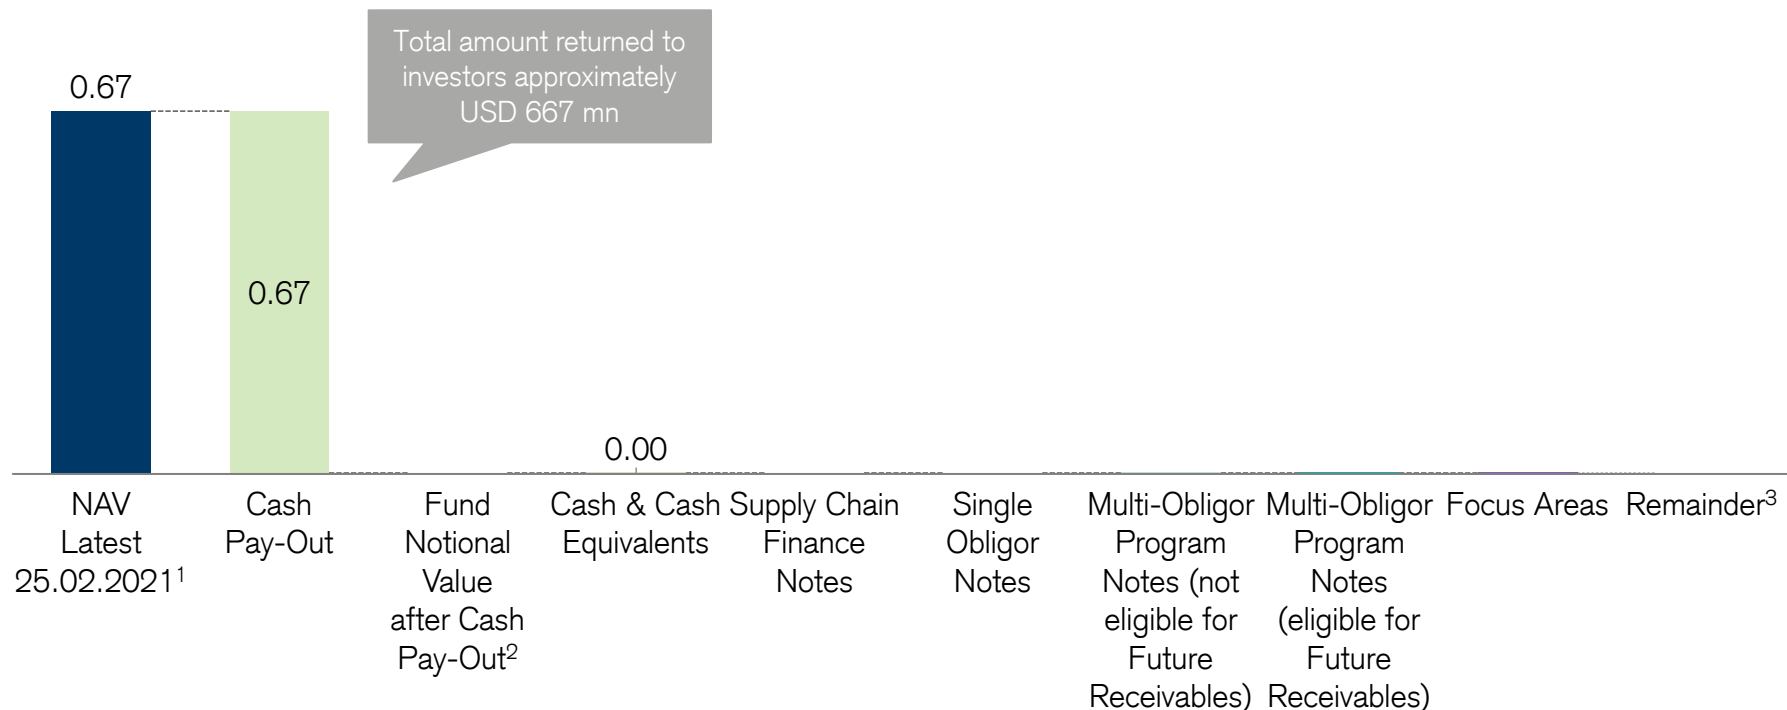 Total amount returned to
investors approximately
USD 667 mn
0.67
0.67
0.00
NAV
Latest
25.02.2021¹
Cash
Pay-Out
Fund
Notional
Value
after Cash
Pay-Out²
Cash & Cash
Equivalents
Supply Chain
Finance
Notes
Single
Obligor
Notes
Multi-Obligor
Program
Notes (not
eligible for
Future
Receivables)
Multi-Obligor
Program
Notes
(eligible for
Future
Receivables)
Focus Areas
Remainder³